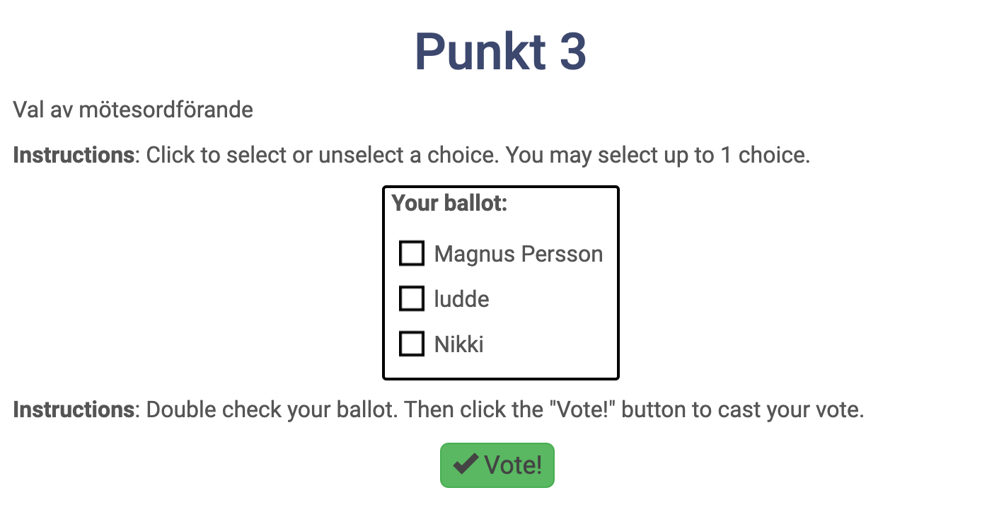 Punkt 3
Val av mötesordförande
Instructions: Click to select or unselect a choice. You may select up to 1 choice.
Your ballot:
Magnus Persson
ludde
Nikki
Instructions: Double check your ballot. Then click the "Vote!" button to cast your vote.
Vote!